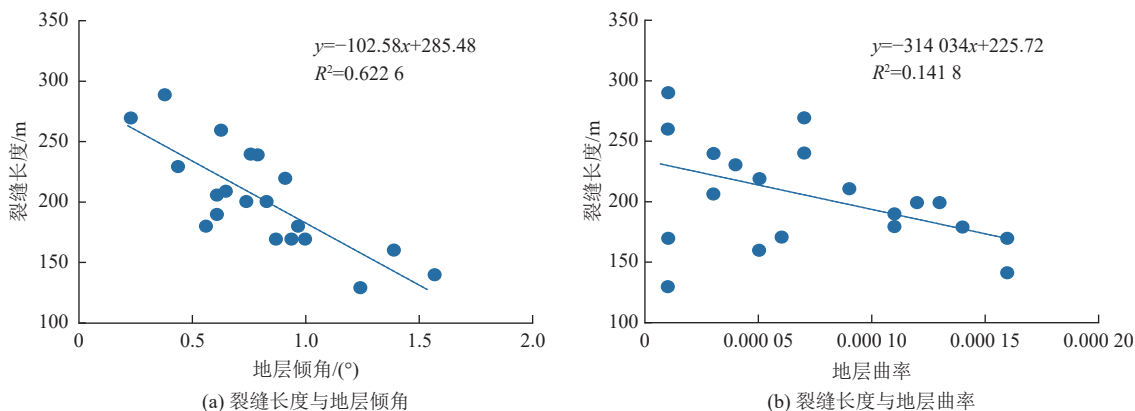 350
300
250
200
150
100
裂缝长度/m
y=−102.58x+285.48
R²=0.622 6
0
0.5
1.0
1.5
2.0
地层倾角/(°)
(a) 裂缝长度与地层倾角
350
300
250
200
150
100
裂缝长度/m
y=−314 034x+225.72
R²=0.141 8
0
0.000 05
0.000 10
0.000 15
0.000 20
地层曲率
(b) 裂缝长度与地层曲率